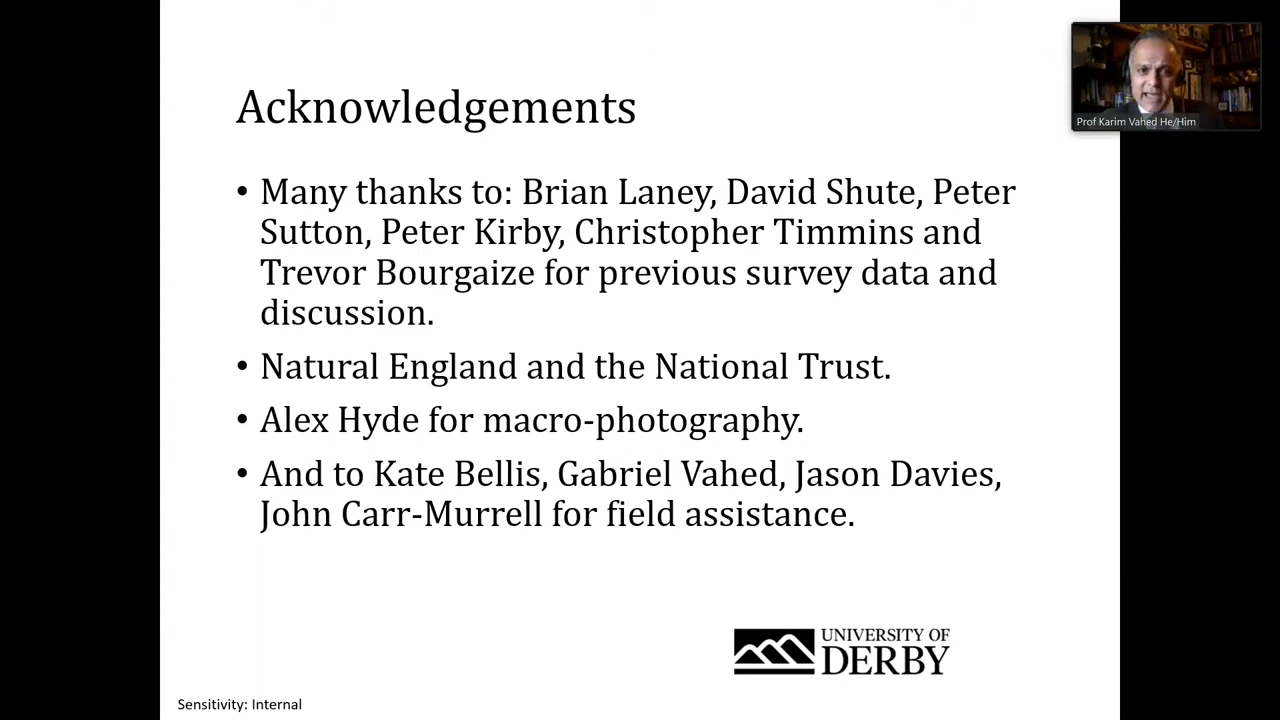 Acknowledgements
• Many thanks to: Brian Laney, David Shute, Peter
Sutton, Peter Kirby, Christopher Timmins and
Trevor Bourgaize for previous survey data and
discussion.
• Natural England and the National Trust.
• Alex Hyde for macro-photography.
• And to Kate Bellis, Gabriel Vahed, Jason Davies,
John Carr-Murrell for field assistance.
UNIVERSITY OF
DERBY
Sensitivity: Internal
Prof Karim Vahed He/Him